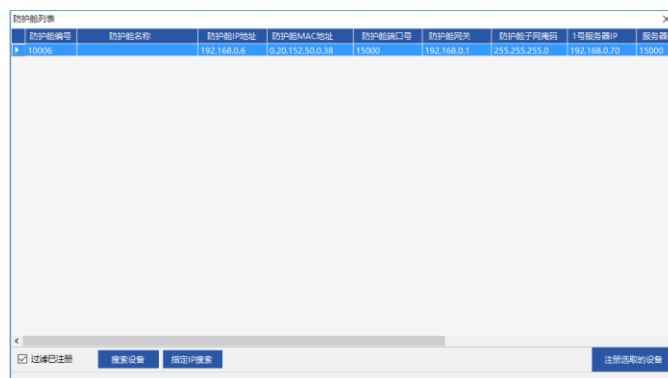 防护舱列表
防护舱编号 防护舱名称 防护舱IP地址 防护舱MAC地址 防护舱端口号 防护舱网关 防护舱子网掩码 1号服务器IP 服务器
10006 192.168.0.6 0.20.152.50.0.38 15000 192.168.0.1 255.255.255.0 192.168.0.70 15000
过滤已注册 搜索设备 指定IP搜索 注册选取的设备